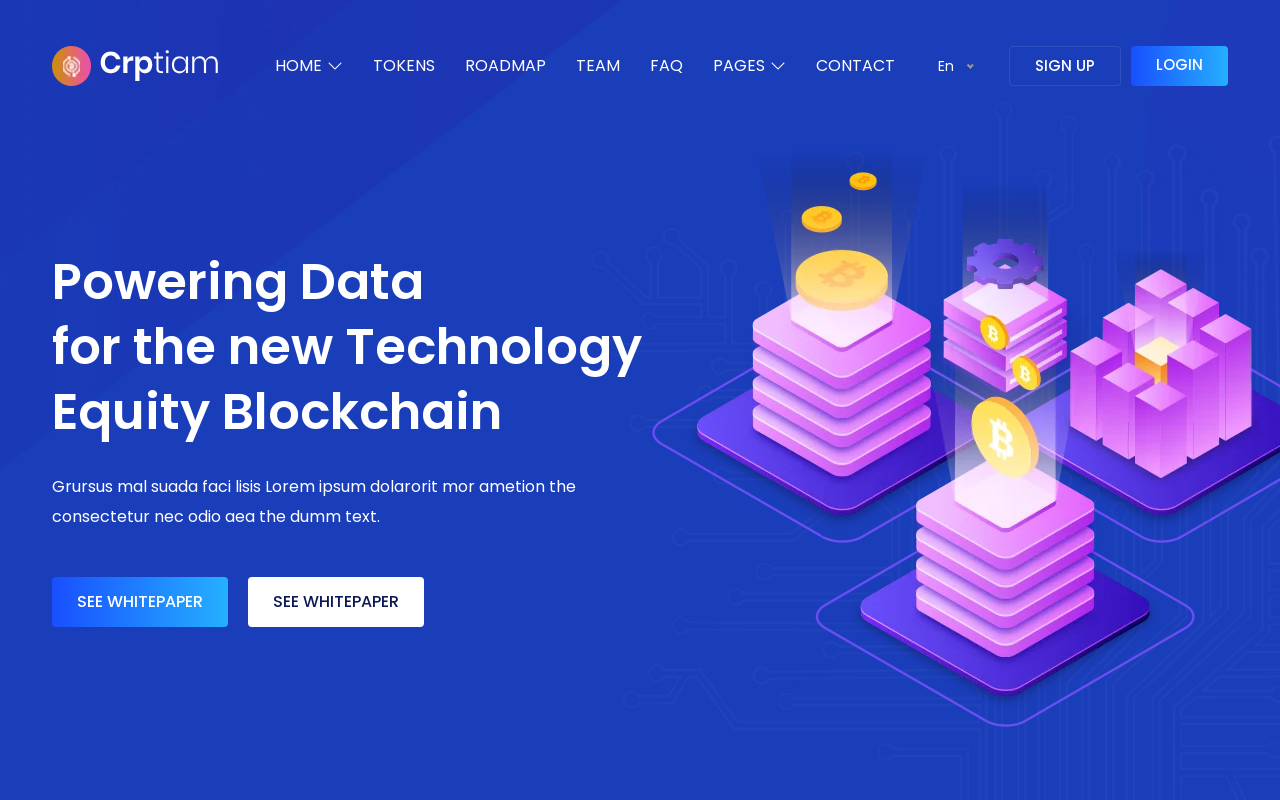 Crptiam
HOME
TOKENS
ROADMAP
TEAM
FAQ
PAGES
CONTACT
En
SIGN UP
LOGIN
Powering Data
for the new Technology
Equity Blockchain
Grursus mal suada faci lisis Lorem ipsum dolarorit mor ametion the
consectetur nec odio aea the dumm text.
SEE WHITEPAPER
SEE WHITEPAPER